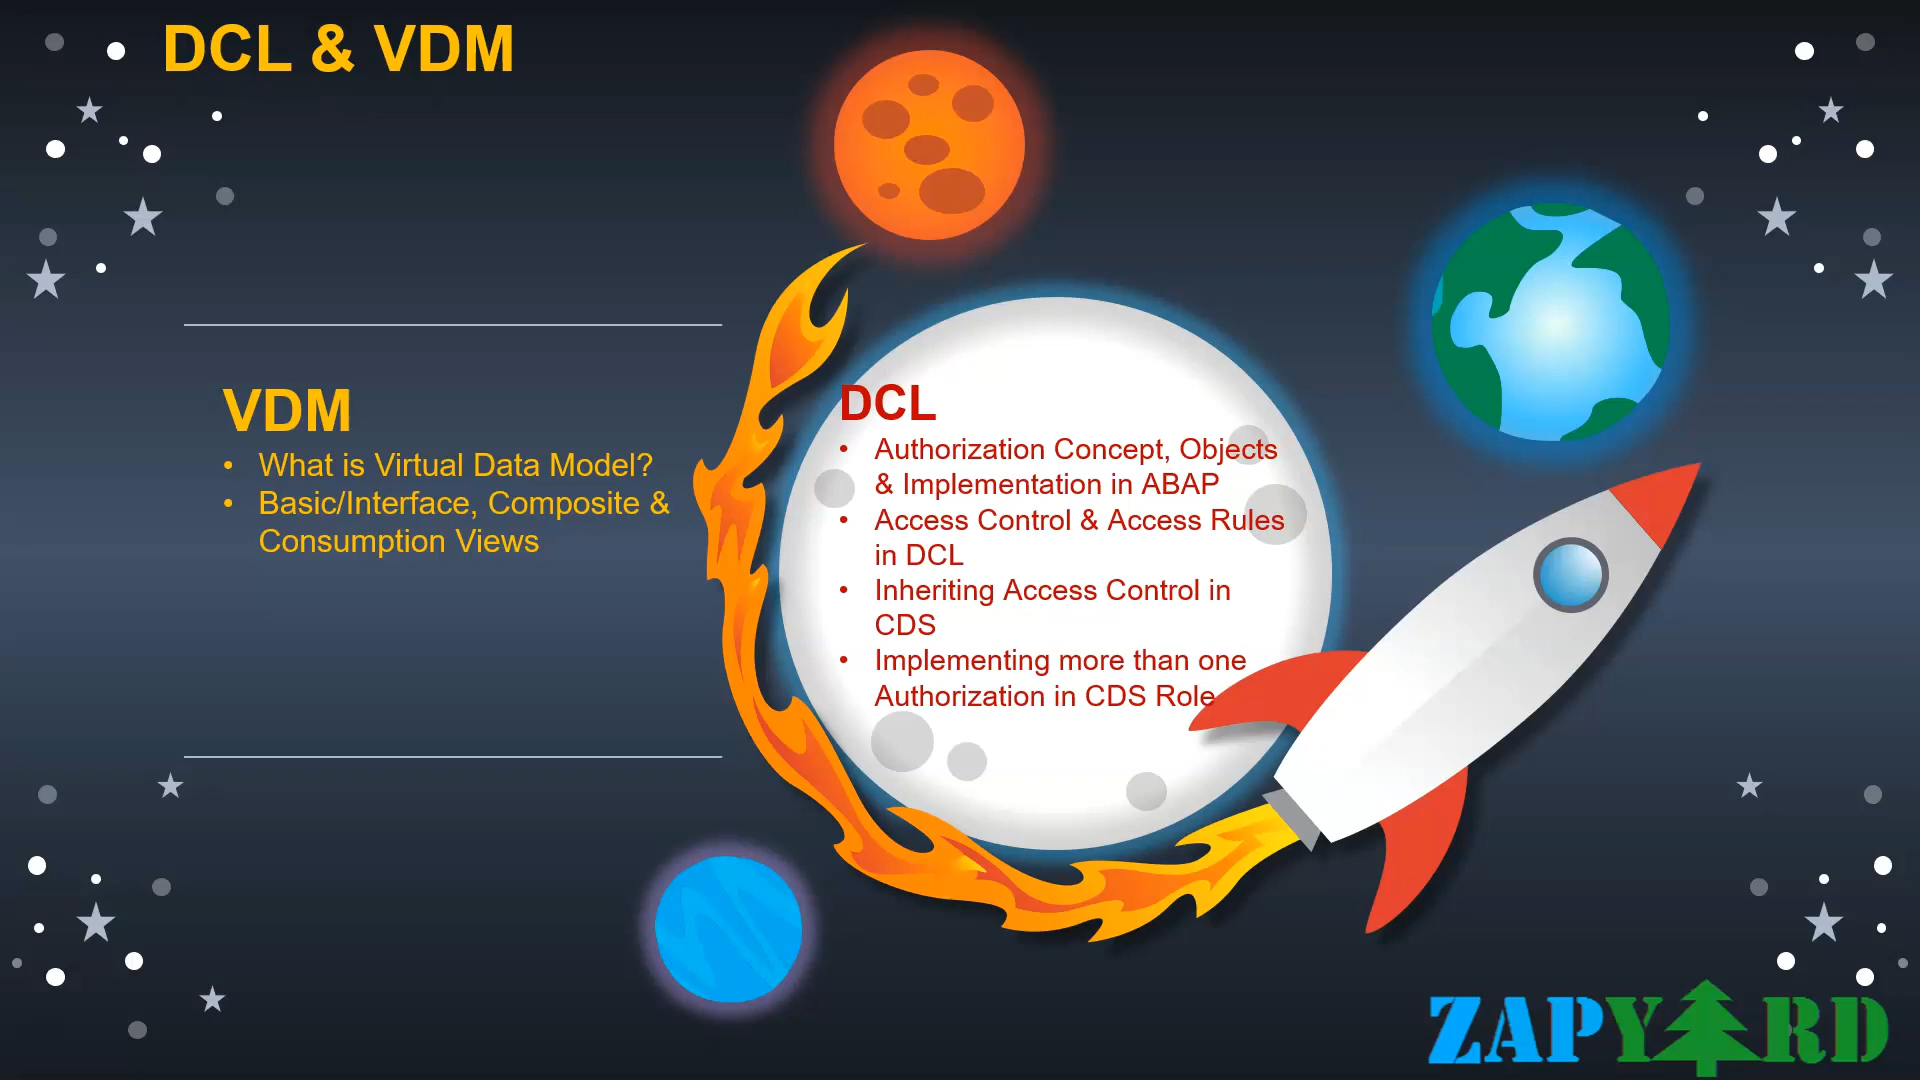 DCL & VDM
VDM
• What is Virtual Data Model?
• Basic/Interface, Composite &
Consumption Views
DCL
• Authorization Concept, Objects
& Implementation in ABAP
• Access Control & Access Rules
in DCL
• Inheriting Access Control in
CDS
• Implementing more than one
Authorization in CDS Role
ZAPYARD